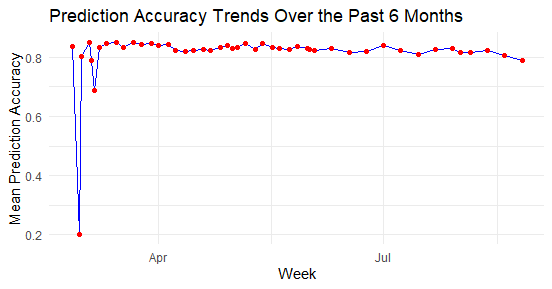 Prediction Accuracy Trends Over the Past 6 Months
Mean Prediction Accuracy
0.8
0.6
0.4
0.2
Apr
Jul
Week